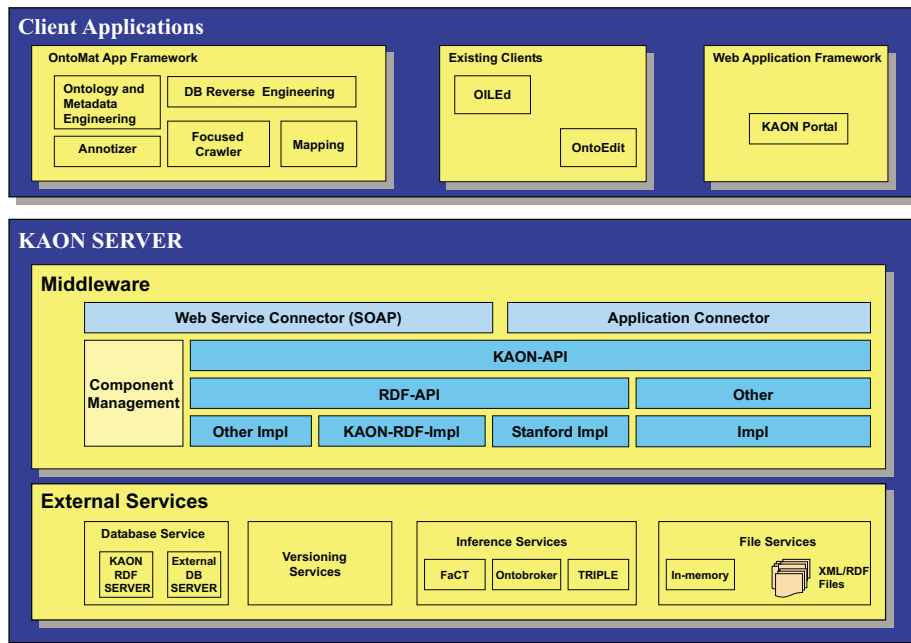 Client Applications
OntoMat App Framework
Ontology and
Metadata
Engineering
DB Reverse Engineering
Annotizer
Focused
Crawler
Mapping
Existing Clients
OILEd
OntoEdit
Web Application Framework
KAON Portal
KAON SERVER
Middleware
Web Service Connector (SOAP)
Application Connector
Component
Management
KAON-API
RDF-API
Other
Other Impl
KAON-RDF-Impl
Stanford Impl
Impl
External Services
Database Service
KAON
RDF
SERVER
External
DB
SERVER
Versioning
Services
Inference Services
FaCT
Ontobroker
TRIPLE
File Services
In-memory
XML/RDF
Files